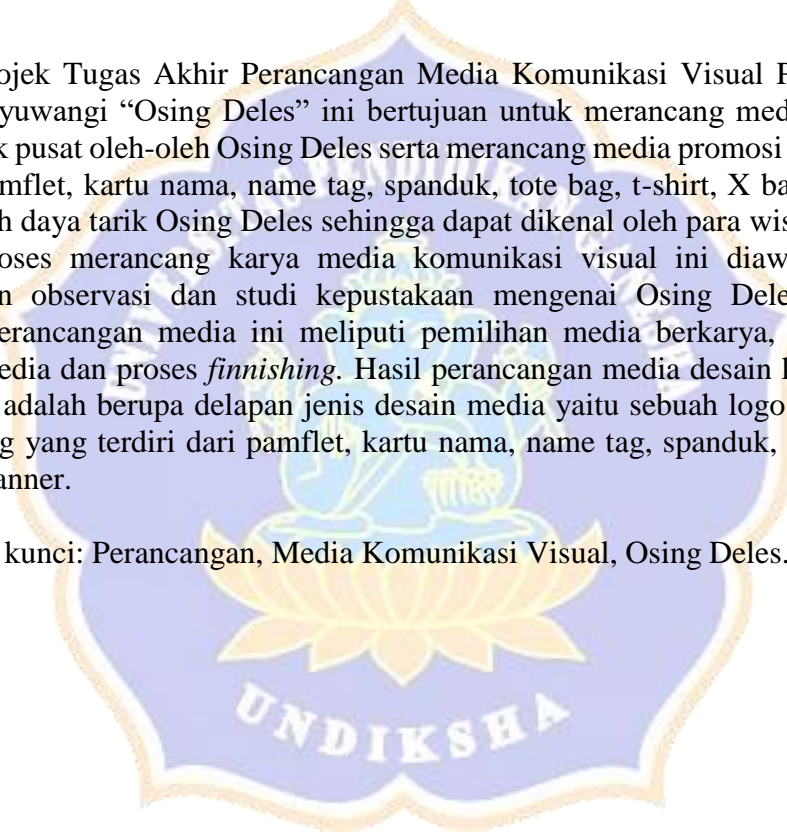 ojek Tugas Akhir Perancangan Media Komunikasi Visual P
yuwangi “Osing Deles” ini bertujuan untuk merancang med
k pusat oleh-oleh Osing Deles serta merancang media promosi
amflet, kartu nama, name tag, spanduk, tote bag, t-shirt, X ba
h daya tarik Osing Deles sehingga dapat dikenal oleh para wis
oses merancang karya media komunikasi visual ini diaw
n observasi dan studi kepustakaan mengenai Osing Dele
erancangan media ini meliputi pemilihan media berkarya,
edia dan proses finnishing. Hasil perancangan media desain
adalah berupa delapan jenis desain media yaitu sebuah logo
g yang terdiri dari pamflet, kartu nama, name tag, spanduk,
anner.
kunci: Perancangan, Media Komunikasi Visual, Osing Deles.
UNIVERSITAS PENDIDIKAN GANESHA
UNDIKSHA